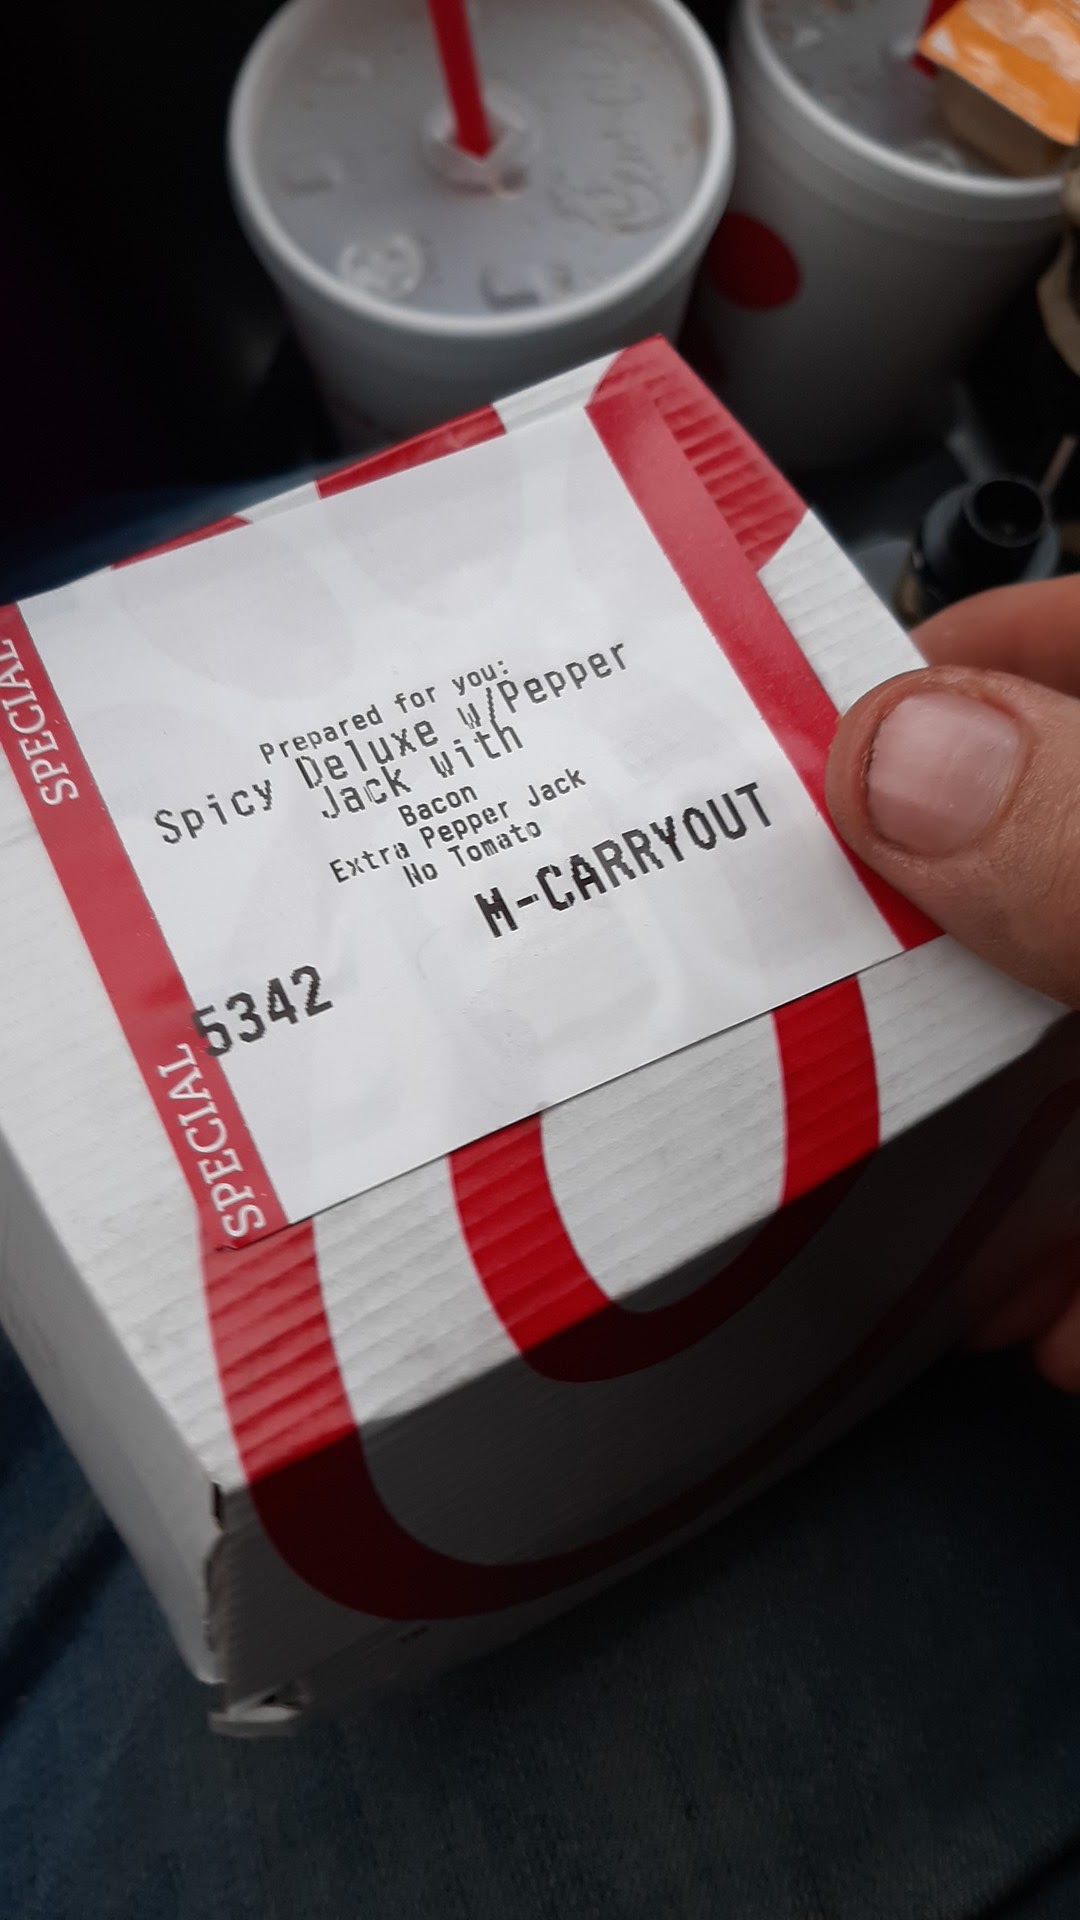 Prepared for you:
Spicy Deluxe w/Pepper
Jack With
Bacon
Extra Pepper Jack
No Tomato
M-CARRYOUT
5342
SPECIAL
SPECIAL